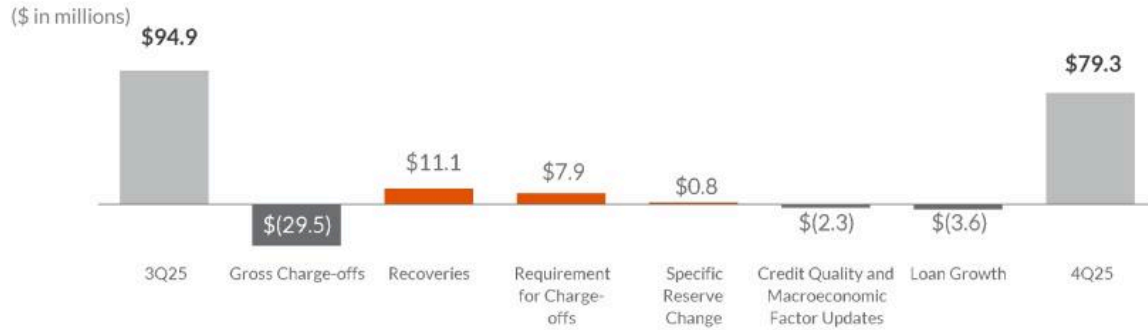 ($ in millions)
$94.9
$79.3
$11.1
$7.9
$0.8
$(29.5)
$(2.3)
$(3.6)
3Q25
Gross Charge-offs
Recoveries
Requirement
for Charge-
offs
Specific
Reserve
Change
Credit Quality and
Macroeconomic
Factor Updates
Loan Growth
4Q25